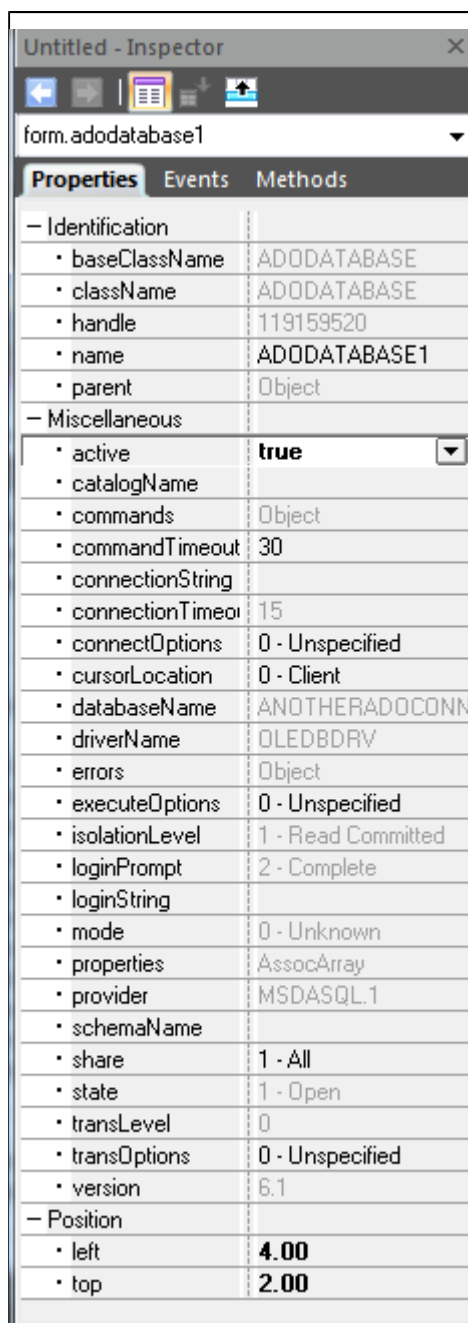 Untitled - Inspector
form.adodatabase1
Properties Events Methods
Identification
baseClassName ADODATABASE
className ADODATABASE
handle 119159520
name ADODATABASE1
parent Object
Miscellaneous
active true
catalogName
commands Object
commandTimeout 30
connectionString
connectionTimeou 15
connectOptions 0 - Unspecified
cursorLocation 0 - Client
databaseName ANOTHERADOCONN
driverName OLEDBDRV
errors Object
executeOptions 0 - Unspecified
isolationLevel 1 - Read Committed
loginPrompt 2 - Complete
loginString
mode 0 - Unknown
properties AssocArray
provider MSDASQL.1
schemaName
share 1 - All
state 1 - Open
transLevel 0
transOptions 0 - Unspecified
version 6.1
Position
left 4.00
top 2.00